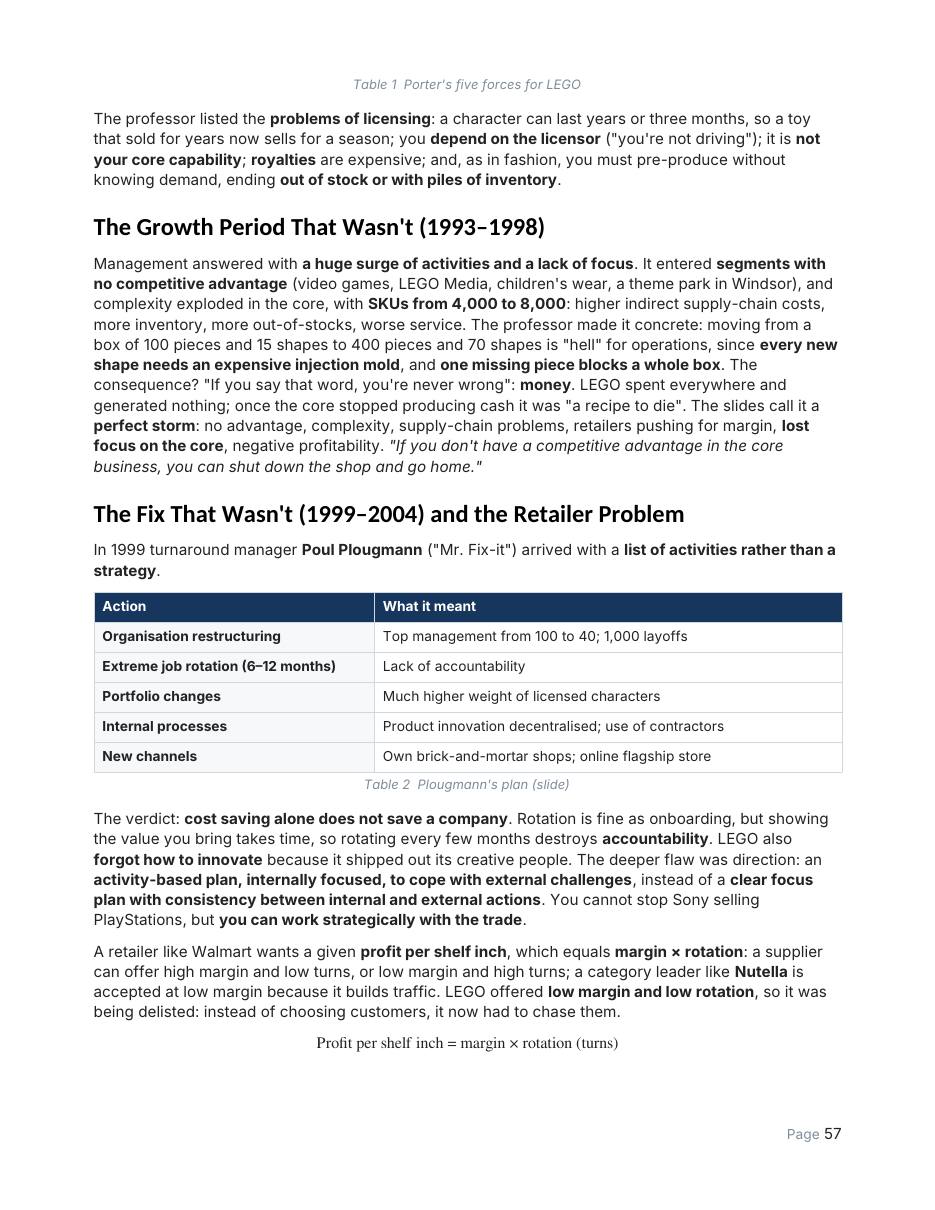 Table 1 Porter's five forces for LEGO
The professor listed the problems of licensing: a character can last years or three months, so a toy
that sold for years now sells for a season; you depend on the licensor ("you're not driving"); it is not
your core capability; royalties are expensive; and, as in fashion, you must pre-produce without
knowing demand, ending out of stock or with piles of inventory.
The Growth Period That Wasn't (1993–1998)
Management answered with a huge surge of activities and a lack of focus. It entered segments with
no competitive advantage (video games, LEGO Media, children's wear, a theme park in Windsor), and
complexity exploded in the core, with SKUs from 4,000 to 8,000: higher indirect supply-chain costs,
more inventory, more out-of-stocks, worse service. The professor made it concrete: moving from a
box of 100 pieces and 15 shapes to 400 pieces and 70 shapes is "hell" for operations, since every new
shape needs an expensive injection mold, and one missing piece blocks a whole box. The
consequence? "If you say that word, you're never wrong": money. LEGO spent everywhere and
generated nothing; once the core stopped producing cash it was "a recipe to die". The slides call it a
perfect storm: no advantage, complexity, supply-chain problems, retailers pushing for margin, lost
focus on the core, negative profitability. "If you don't have a competitive advantage in the core
business, you can shut down the shop and go home."
The Fix That Wasn't (1999–2004) and the Retailer Problem
In 1999 turnaround manager Poul Plougmann ("Mr. Fix-it") arrived with a list of activities rather than a
strategy.
Action What it meant
Organisation restructuring Top management from 100 to 40; 1,000 layoffs
Extreme job rotation (6–12 months) Lack of accountability
Portfolio changes Much higher weight of licensed characters
Internal processes Product innovation decentralised; use of contractors
New channels Own brick-and-mortar shops; online flagship store
Table 2 Plougmann's plan (slide)
The verdict: cost saving alone does not save a company. Rotation is fine as onboarding, but showing
the value you bring takes time, so rotating every few months destroys accountability. LEGO also
forgot how to innovate because it shipped out its creative people. The deeper flaw was direction: an
activity-based plan, internally focused, to cope with external challenges, instead of a clear focus
plan with consistency between internal and external actions. You cannot stop Sony selling
PlayStations, but you can work strategically with the trade.
A retailer like Walmart wants a given profit per shelf inch, which equals margin × rotation: a supplier
can offer high margin and low turns, or low margin and high turns; a category leader like Nutella is
accepted at low margin because it builds traffic. LEGO offered low margin and low rotation, so it was
being delisted: instead of choosing customers, it now had to chase them.
Profit per shelf inch = margin × rotation (turns)
Page 57